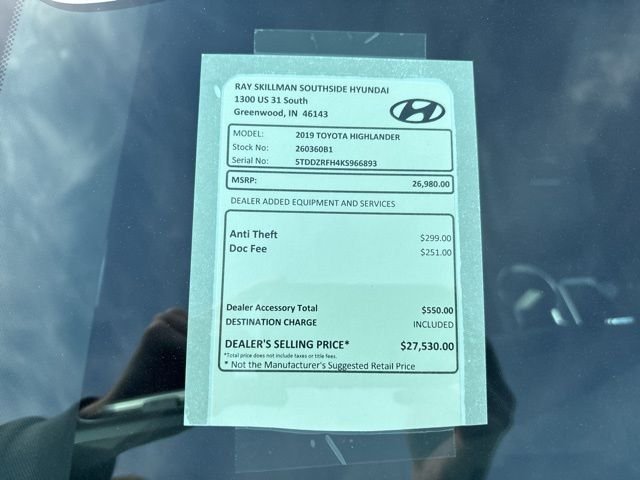 RAY SKILLMAN SOUTHSIDE HYUNDAI
1300 US 31 South
Greenwood, IN 46143
MODEL: 2019 TOYOTA HIGHLANDER
Stock No: 260360B1
Serial No: 5TDDZRFH4KS966893
MSRP: 26,980.00
DEALER ADDED EQUIPMENT AND SERVICES
Anti Theft $299.00
Doc Fee $251.00
Dealer Accessory Total $550.00
DESTINATION CHARGE INCLUDED
DEALER'S SELLING PRICE* $27,530.00
*Total price does not include taxes or title fees.
* Not the Manufacturer's Suggested Retail Price